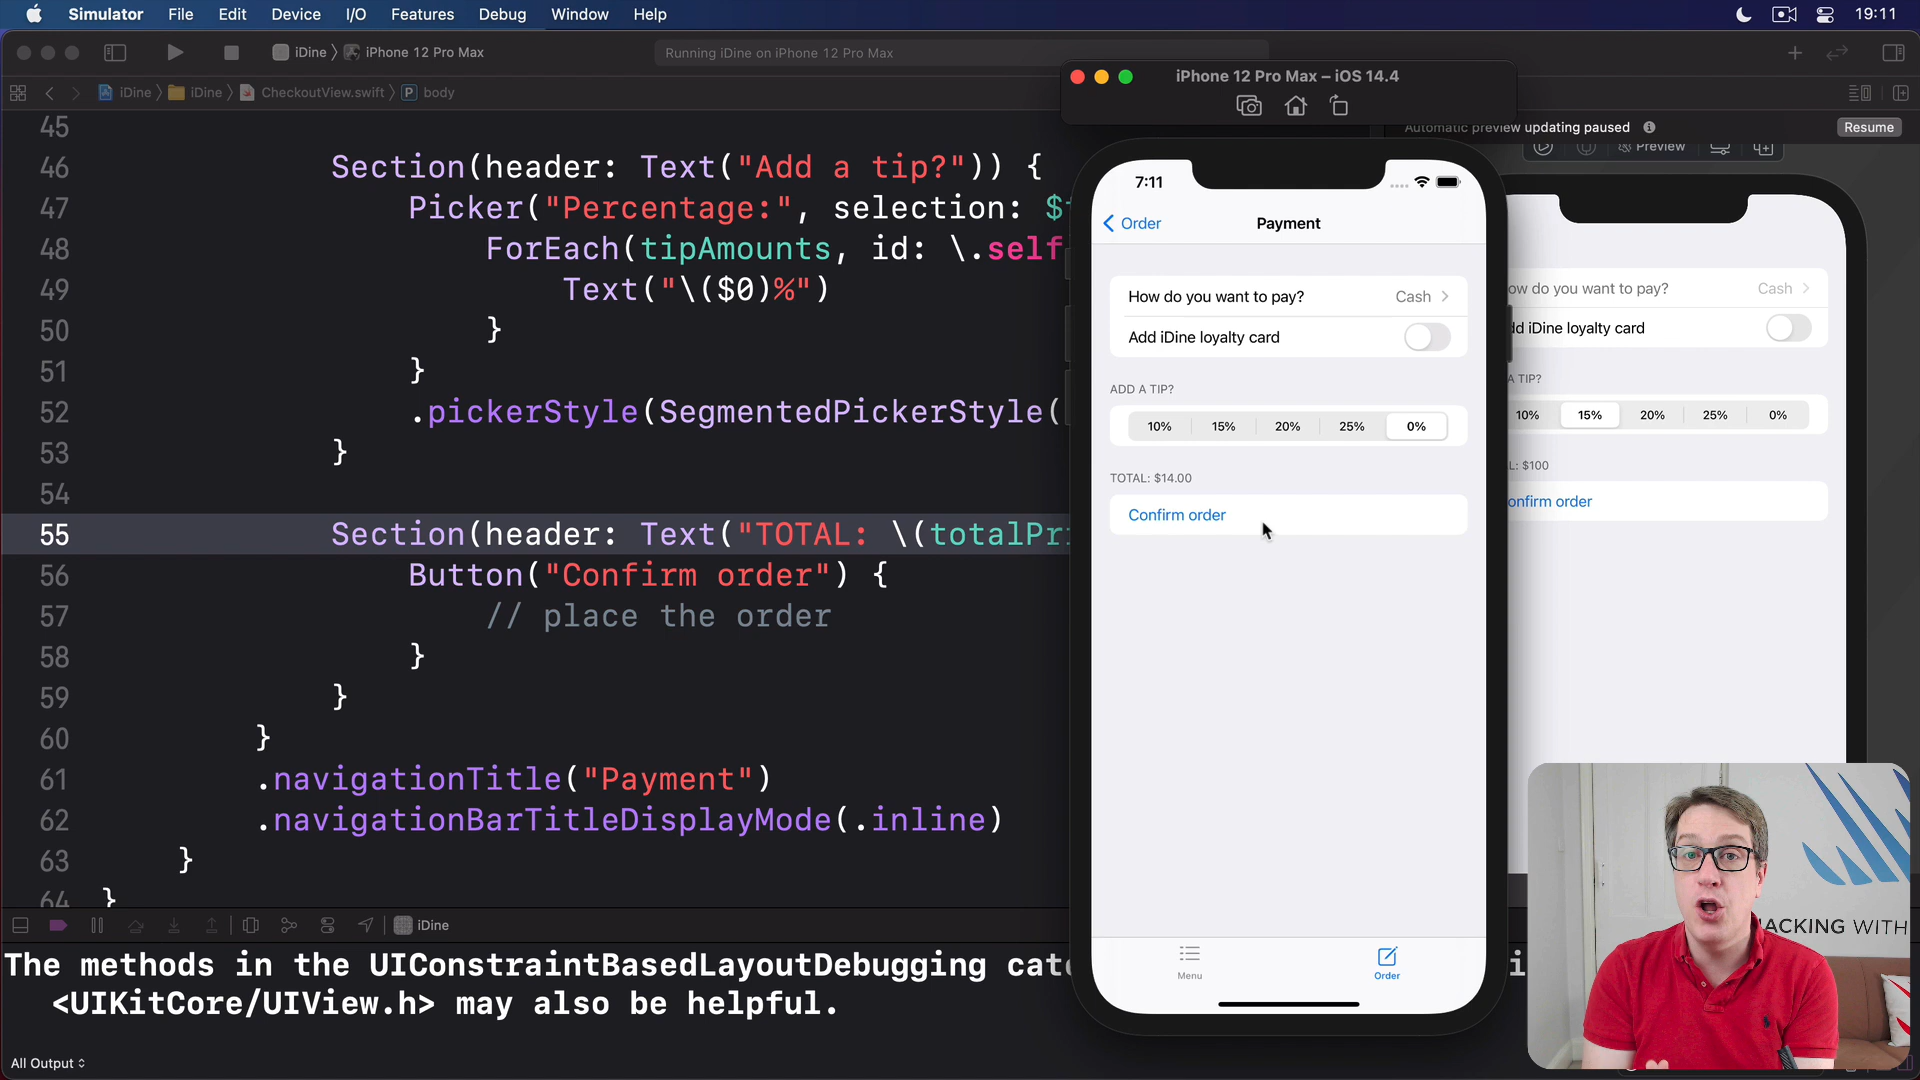 Simulator File Edit Device I/O Features Debug Window Help 19:11
iDine iPhone 12 Pro Max Running iDine on iPhone 12 Pro Max
iDine iDine CheckoutView.swift P body
45
46 Section(header: Text("Add a tip?")) {
47 Picker("Percentage:", selection: $
48 ForEach(tipAmounts, id: \.self
49 Text("\($0)%")
50 }
51 }
52 .pickerStyle(SegmentedPickerStyle(
53 }
54
55 Section(header: Text("TOTAL: \(totalPr
56 Button("Confirm order") {
57 // place the order
58 }
59 }
60 }
61 .navigationTitle("Payment")
62 .navigationBarTitleDisplayMode(.inline)
63 }
64 }
iDine
The methods in the UIConstraintBasedLayoutDebugging
<UIKitCore/UIView.h> may also be helpful.
All Output
iPhone 12 Pro Max – iOS 14.4
7:11
Order Payment
How do you want to pay? Cash
Add iDine loyalty card
ADD A TIP?
10% 15% 20% 25% 0%
TOTAL: $14.00
Confirm order
Menu Order
Automatic preview updating paused Resume
Preview
do you want to pay? Cash
iDine loyalty card
A TIP?
10% 15% 20% 25% 0%
$100
order
ACKING WITH